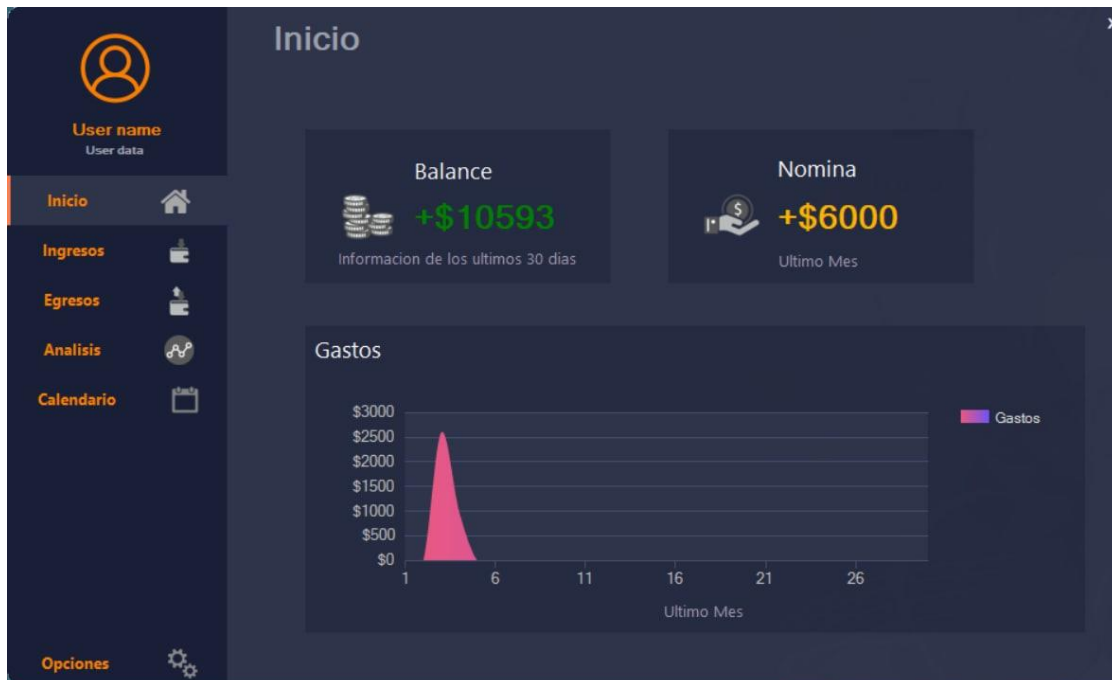 Inicio
User name
User data
Inicio
Ingresos
Egresos
Analisis
Calendario
Opciones
Balance
+$10593
Informacion de los ultimos 30 dias
Nomina
$
+$6000
Ultimo Mes
Gastos
$3000
$2500
$2000
$1500
$1000
$500
$0
1 6 11 16 21 26
Ultimo Mes
Gastos